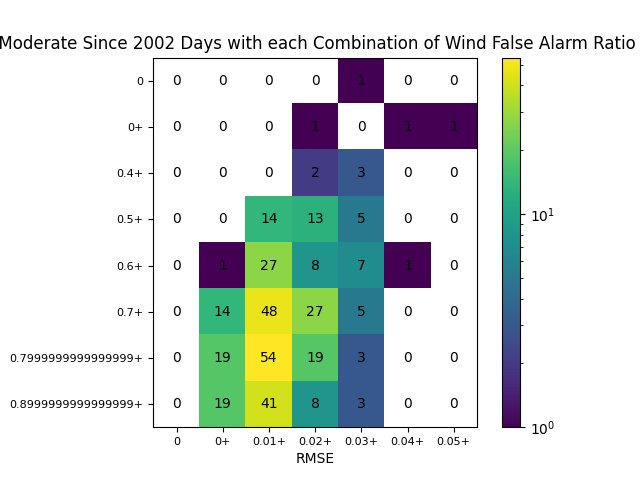 Moderate Since 2002 Days with each Combination of Wind False Alarm Ratio
0 0 0 0 0 1 0 0
0+ 0 0 0 1 0 1 1
0.4+ 0 0 0 2 3 0 0
0.5+ 0 0 14 13 5 0 0
10¹
0.6+ 0 1 27 8 7 1 0
0.7+ 0 14 48 27 5 0 0
0.7999999999999999+ 0 19 54 19 3 0 0
0.8999999999999999+ 0 19 41 8 3 0 0
10⁰
0 0+ 0.01+ 0.02+ 0.03+ 0.04+ 0.05+
RMSE